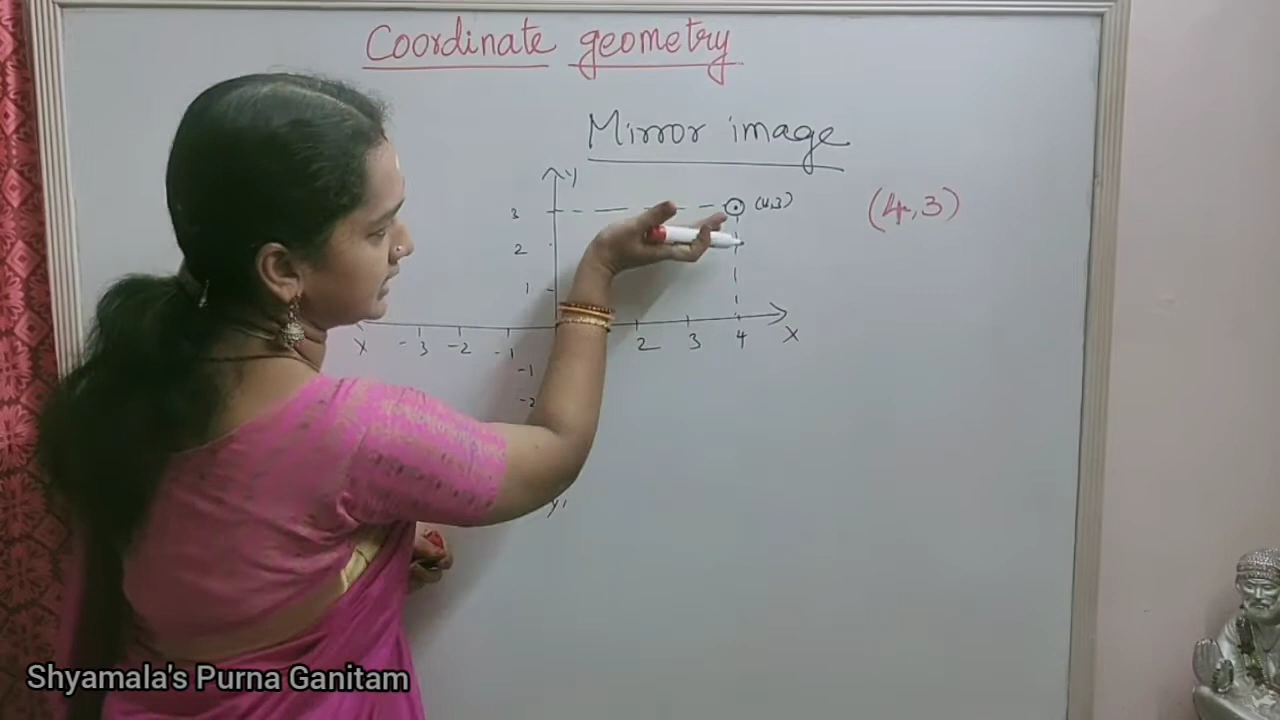 Coordinate geometry
Mirror image
Y
3 (4,3) (4,3)
2
1
X -3 -2 -1 2 3 4 X
-1
-2
y'
Shyamala's Purna Ganitam